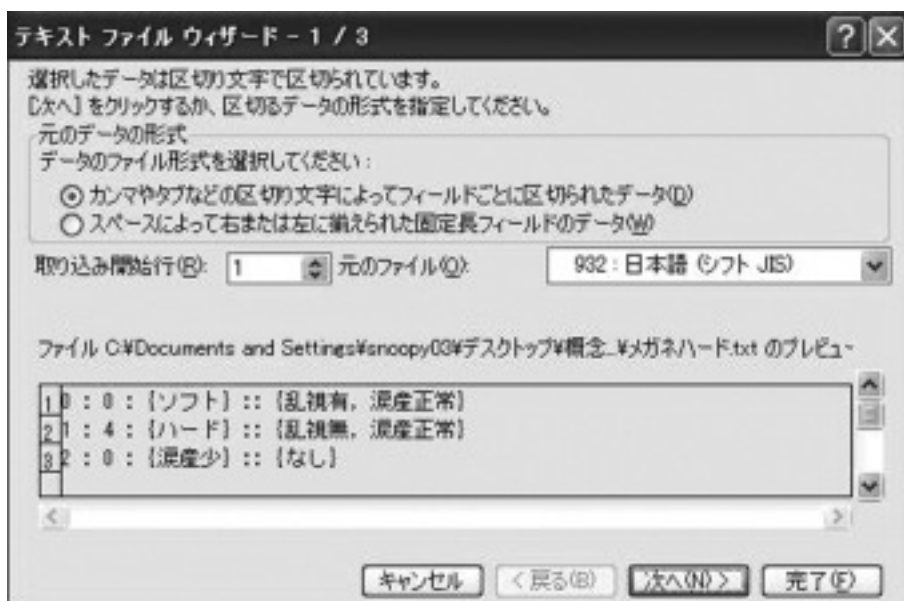 テキスト ファイル ウィザード - 1 / 3
選択したデータは区切り文字で区切られています。
[次へ] をクリックするか、区切るデータの形式を指定してください。
元のデータの形式
データのファイル形式を選択してください:
カンマやタブなどの区切り文字によってフィールドごとに区切られたデータ(D)
スペースによって右または左に揃えられた固定長フィールドのデータ(W)
取り込み開始行(R): 1 元のファイル(O): 932 : 日本語 (シフト JIS)
ファイル C:¥Documents and Settings¥snoopy03¥デスクトップ¥概念_¥メガネハード.txt のプレビュー
1 0 : 0 : {ソフト} :: {乱視有, 涙産正常}
2 1 : 4 : {ハード} :: {乱視無, 涙産正常}
3 2 : 0 : {涙産少} :: {なし}
キャンセル < 戻る(B) 次へ(N) > 完了(F)